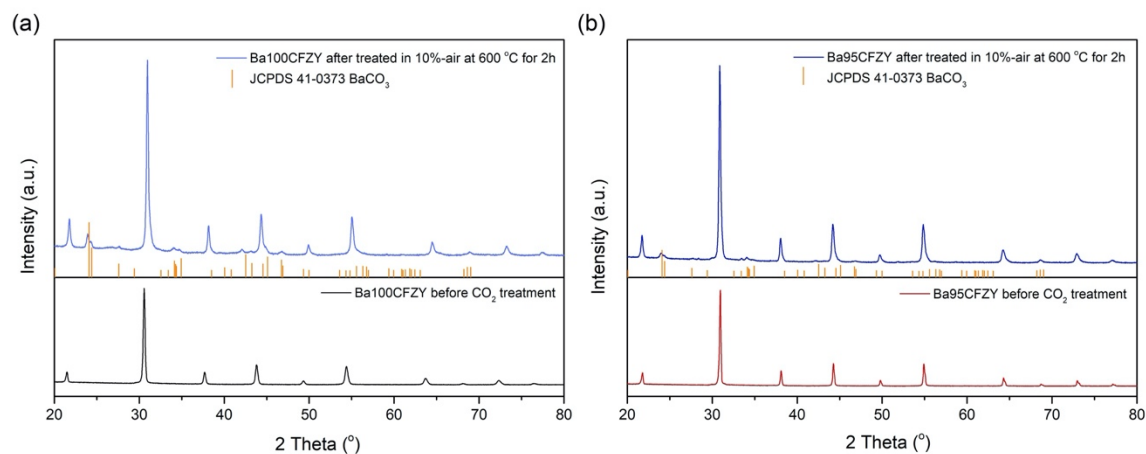 (a)
Ba100CFZY after treated in 10%-air at 600 °C for 2h
JCPDS 41-0373 BaCO3
Ba100CFZY before CO2 treatment
Intensity (a.u.)
20 30 40 50 60 70 80
2 Theta (°)
(b)
Ba95CFZY after treated in 10%-air at 600 °C for 2h
JCPDS 41-0373 BaCO3
Ba95CFZY before CO2 treatment
Intensity (a.u.)
20 30 40 50 60 70 80
2 Theta (°)